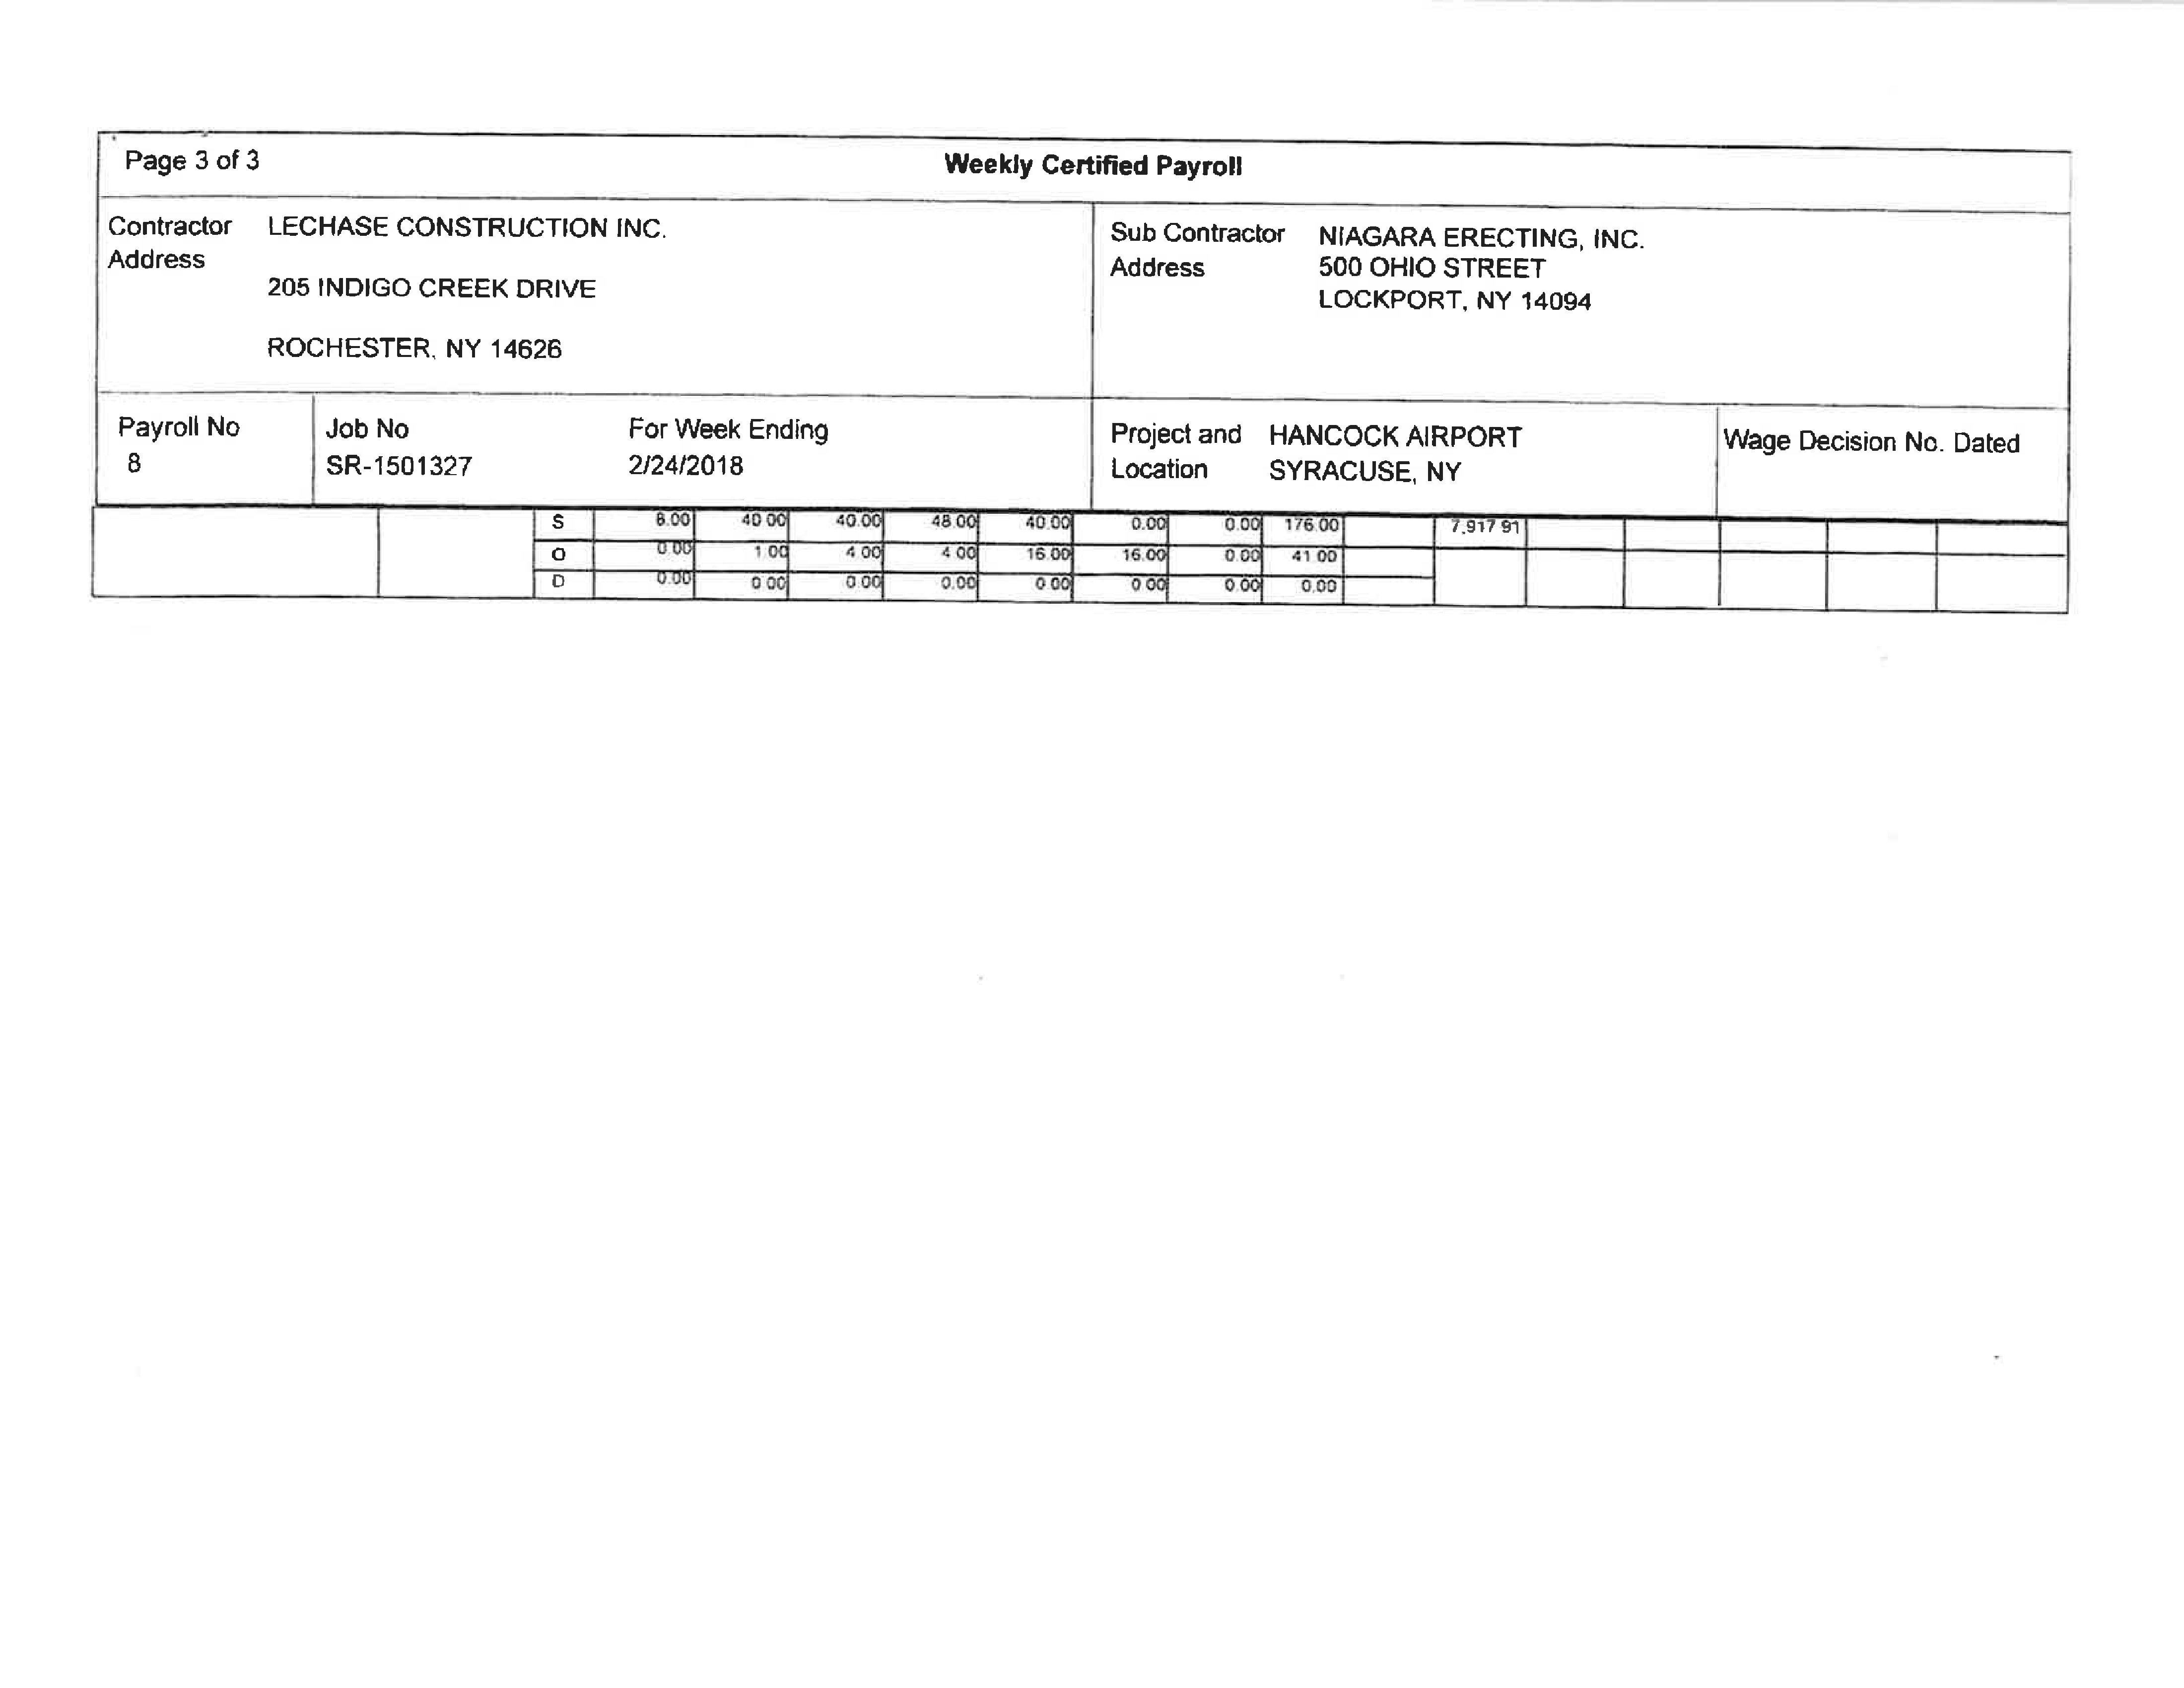 Page 3 of 3
Weekly Certified Payroll
Contractor LECHASE CONSTRUCTION INC.
Address
205 INDIGO CREEK DRIVE
ROCHESTER, NY 14626
Sub Contractor NIAGARA ERECTING, INC.
Address 500 OHIO STREET
LOCKPORT, NY 14094
Payroll No
8
Job No
SR-1501327
For Week Ending
2/24/2018
Project and HANCOCK AIRPORT
Location SYRACUSE, NY
Wage Decision No. Dated
S 8.00 40.00 40.00 48.00 40.00 0.00 0.00 176.00 7,917.91
O 0.00 1.00 4.00 4.00 16.00 16.00 0.00 41.00
D 0.00 0.00 0.00 0.00 0.00 0.00 0.00 0.00